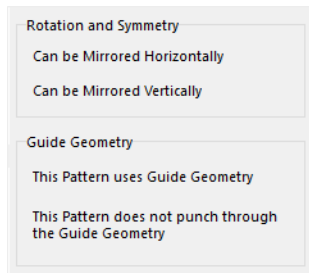 Rotation and Symmetry
Can be Mirrored Horizontally
Can be Mirrored Vertically
Guide Geometry
This Pattern uses Guide Geometry
This Pattern does not punch through
the Guide Geometry